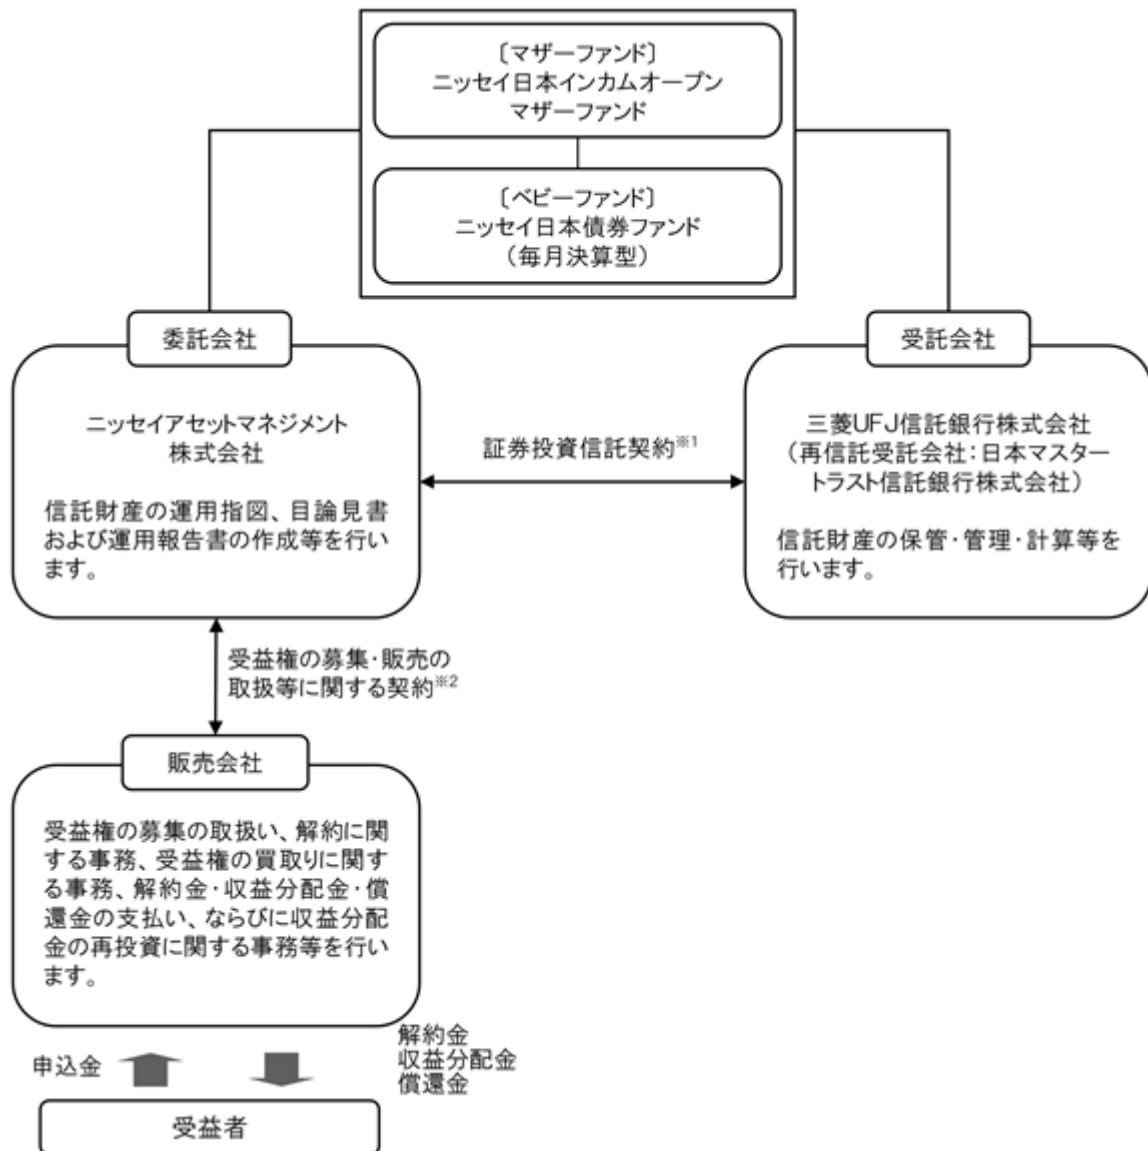 〔マザーファンド〕
ニッセイ日本インカムオープン
マザーファンド
〔ベビーファンド〕
ニッセイ日本債券ファンド
（毎月決算型）
委託会社
ニッセイアセットマネジメント
株式会社
信託財産の運用指図、目論見書
および運用報告書の作成等を行い
ます。
証券投資信託契約※1
受託会社
三菱UFJ信託銀行株式会社
（再信託受託会社：日本マスター
トラスト信託銀行株式会社）
信託財産の保管・管理・計算等を
行います。
受益権の募集・販売の
取扱等に関する契約※2
販売会社
受益権の募集の取扱い、解約に関
する事務、受益権の買取りに関す
る事務、解約金・収益分配金・償
還金の支払い、ならびに収益分配
金の再投資に関する事務等を行い
ます。
申込金
解約金
収益分配金
償還金
受益者